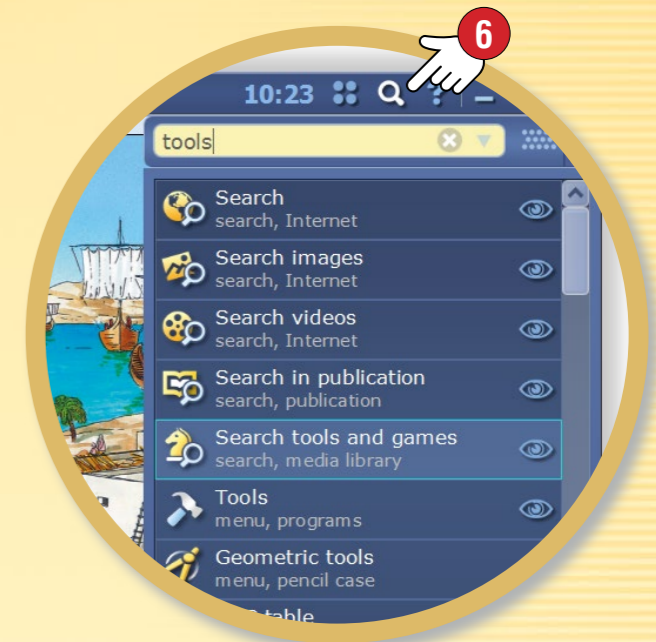 6
10:23 ?
tools
Search
search, Internet
Search images
search, Internet
Search videos
search, Internet
Search in publication
search, publication
Search tools and games
search, media library
Tools
menu, programs
Geometric tools
menu, pencil case
table